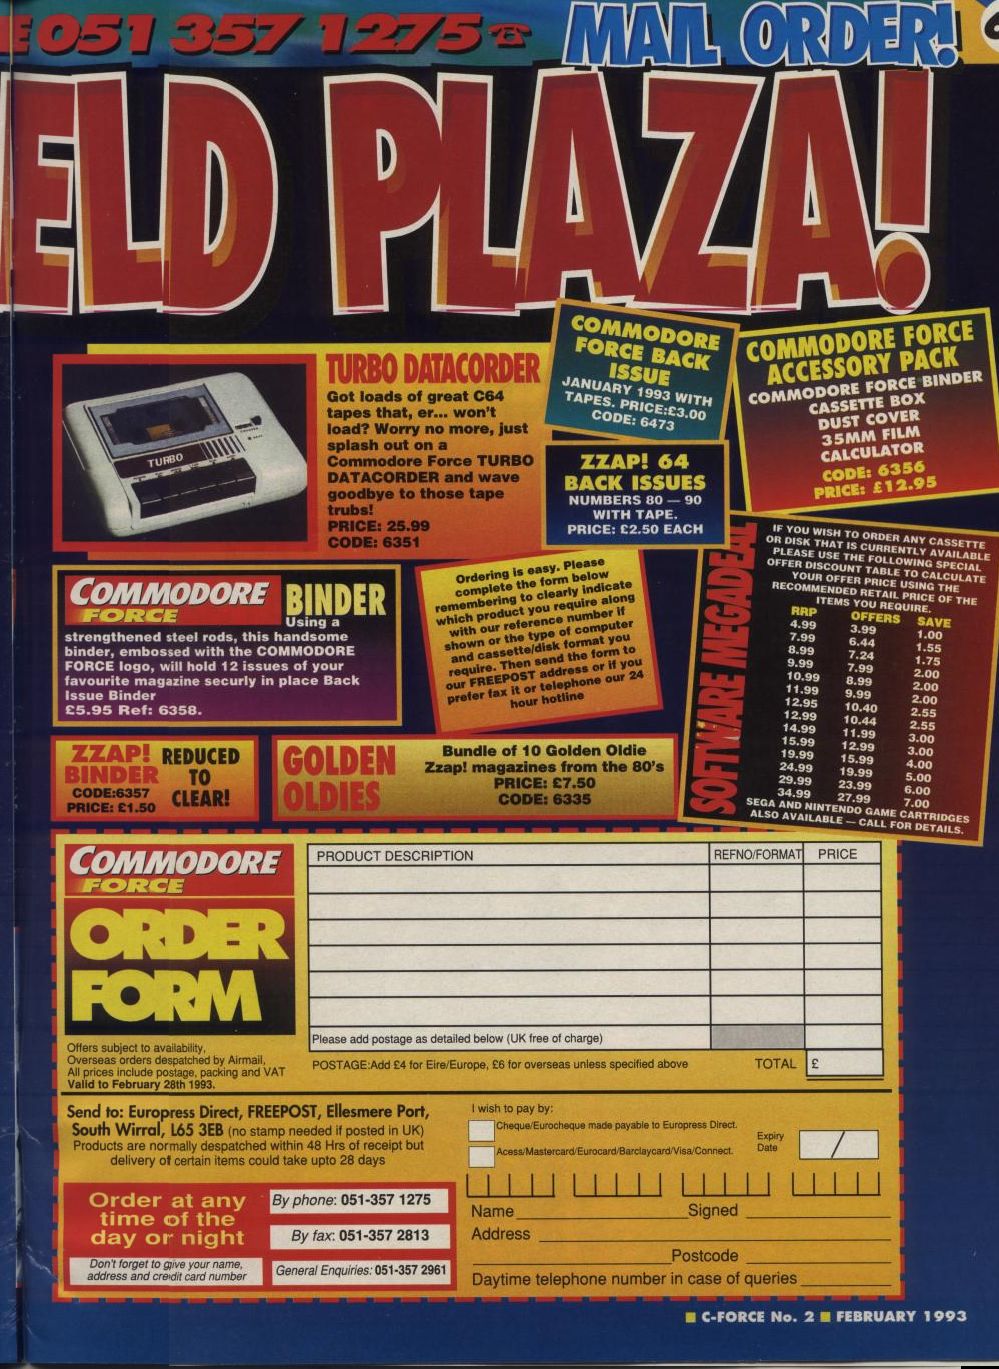 E 051 357 1275 ☎ MAIL ORDER!
ELD PLAZA!
TURBO
TURBO DATACORDER
Got loads of great C64
tapes that, er... won't
load? Worry no more, just
splash out on a
Commodore Force TURBO
DATACORDER and wave
goodbye to those tape
trubs!
PRICE: 25.99
CODE: 6351
COMMODORE
FORCE BACK
ISSUE
JANUARY 1993 WITH
TAPES. PRICE:£3.00
CODE: 6473
COMMODORE FORCE
ACCESSORY PACK
COMMODORE FORCE BINDER
CASSETTE BOX
DUST COVER
35MM FILM
CALCULATOR
CODE: 6356
PRICE: £12.95
ZZAP! 64
BACK ISSUES
NUMBERS 80 — 90
WITH TAPE.
PRICE: £2.50 EACH
COMMODORE
FORCE
BINDER
Using a
strengthened steel rods, this handsome
binder, embossed with the COMMODORE
FORCE logo, will hold 12 issues of your
favourite magazine securly in place Back
Issue Binder
£5.95 Ref: 6358.
Ordering is easy. Please
complete the form below
remembering to clearly indicate
which product you require along
with our reference number if
shown or the type of computer
and cassette/disk format you
require. Then send the form to
our FREEPOST address or if you
prefer fax it or telephone our 24
hour hotline
SOFTWARE MEGADEAL
IF YOU WISH TO ORDER ANY CASSETTE
OR DISK THAT IS CURRENTLY AVAILABLE
PLEASE USE THE FOLLOWING SPECIAL
OFFER DISCOUNT TABLE TO CALCULATE
YOUR OFFER PRICE USING THE
RECOMMENDED RETAIL PRICE OF THE
ITEMS YOU REQUIRE.
RRP OFFERS SAVE
4.99 3.99 1.00
7.99 6.44 1.55
8.99 7.24 1.75
9.99 7.99 2.00
10.99 8.99 2.00
11.99 9.99 2.00
12.95 10.40 2.55
12.99 10.44 2.55
14.99 11.99 3.00
15.99 12.99 3.00
19.99 15.99 4.00
24.99 19.99 5.00
29.99 23.99 6.00
34.99 27.99 7.00
SEGA AND NINTENDO GAME CARTRIDGES
ALSO AVAILABLE — CALL FOR DETAILS.
ZZAP!
BINDER
CODE:6357
PRICE: £1.50
REDUCED
TO
CLEAR!
GOLDEN
OLDIES
Bundle of 10 Golden Oldie
Zzap! magazines from the 80's
PRICE: £7.50
CODE: 6335
COMMODORE
FORCE
ORDER
FORM
PRODUCT DESCRIPTION REFNO/FORMAT PRICE
Please add postage as detailed below (UK free of charge)
POSTAGE:Add £4 for Eire/Europe, £6 for overseas unless specified above TOTAL £
Offers subject to availability,
Overseas orders despatched by Airmail,
All prices include postage, packing and VAT
Valid to February 28th 1993.
Send to: Europress Direct, FREEPOST, Ellesmere Port,
South Wirral, L65 3EB (no stamp needed if posted in UK)
Products are normally despatched within 48 Hrs of receipt but
delivery of certain items could take upto 28 days
Order at any
time of the
day or night
Don't forget to give your name,
address and credit card number
By phone: 051-357 1275
By fax: 051-357 2813
General Enquiries: 051-357 2961
I wish to pay by:
Cheque/Eurocheque made payable to Europress Direct.
Acess/Mastercard/Eurocard/Barclaycard/Visa/Connect.
Expiry
Date /
Name Signed
Address
Postcode
Daytime telephone number in case of queries
C-FORCE No. 2 FEBRUARY 1993